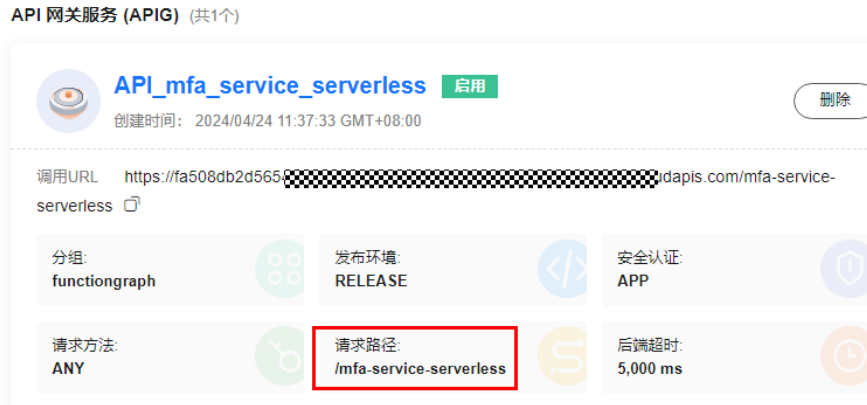 API 网关服务 (APIG) (共1个)
API_mfa_service_serverless 启用
删除
创建时间： 2024/04/24 11:37:33 GMT+08:00
调用URL https://fa508db2d565 udapis.com/mfa-service-
serverless
分组: 发布环境: 安全认证:
functiongraph RELEASE APP
请求方法: 请求路径: 后端超时:
ANY /mfa-service-serverless 5,000 ms